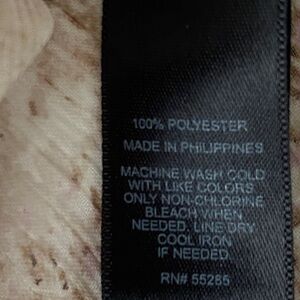 100% POLYESTER
MADE IN PHILIPPINES
MACHINE WASH COLD
WITH LIKE COLORS
ONLY NON-CHLORINE
BLEACH WHEN
NEEDED. LINE DRY
COOL IRON
IF NEEDED.
RN# 55285